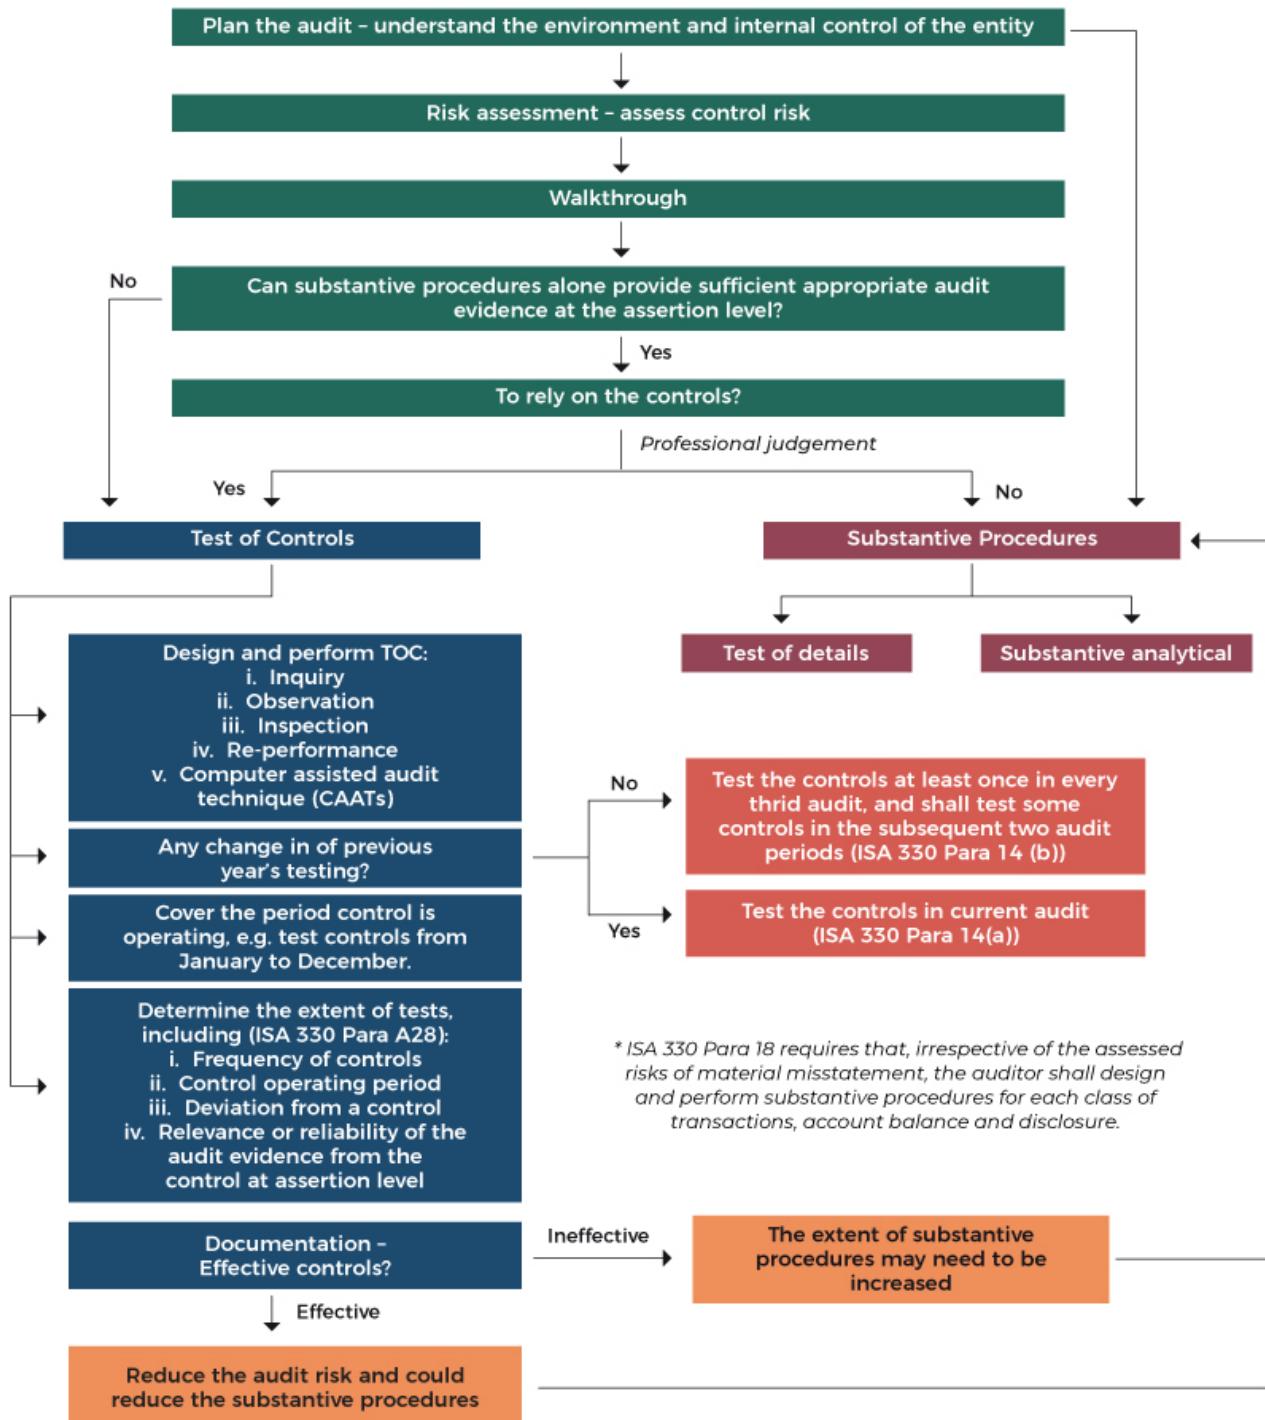 Plan the audit – understand the environment and internal control of the entity
Risk assessment – assess control risk
Walkthrough
No
Can substantive procedures alone provide sufficient appropriate audit
evidence at the assertion level?
Yes
To rely on the controls?
Professional judgement
Yes
No
Test of Controls
Substantive Procedures
Design and perform TOC:
i. Inquiry
ii. Observation
iii. Inspection
iv. Re-performance
v. Computer assisted audit
technique (CAATs)
Test of details
Substantive analytical
Any change in of previous
year's testing?
No
Test the controls at least once in every
thrid audit, and shall test some
controls in the subsequent two audit
periods (ISA 330 Para 14 (b))
Yes
Test the controls in current audit
(ISA 330 Para 14(a))
Cover the period control is
operating, e.g. test controls from
January to December.
Determine the extent of tests,
including (ISA 330 Para A28):
i. Frequency of controls
ii. Control operating period
iii. Deviation from a control
iv. Relevance or reliability of the
audit evidence from the
control at assertion level
* ISA 330 Para 18 requires that, irrespective of the assessed
risks of material misstatement, the auditor shall design
and perform substantive procedures for each class of
transactions, account balance and disclosure.
Documentation –
Effective controls?
Ineffective
The extent of substantive
procedures may need to be
increased
Effective
Reduce the audit risk and could
reduce the substantive procedures